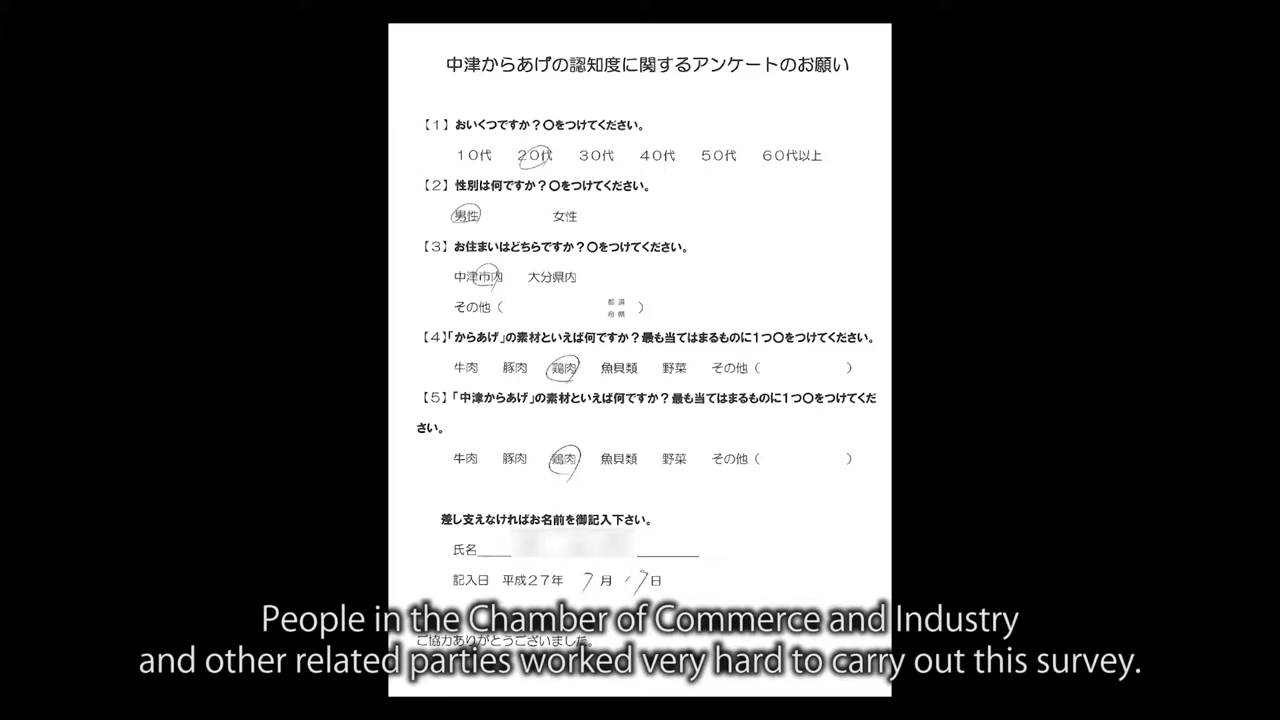 中津からあげの認知度に関するアンケートのお願い
【1】おいくつですか？〇をつけてください。
10代 20代 30代 40代 50代 60代以上
【2】性別は何ですか？〇をつけてください。
男性 女性
【3】お住まいはどちらですか？〇をつけてください。
中津市内 大分県内
その他（ 都道府県 ）
【4】「からあげ」の素材といえば何ですか？最も当てはまるものに1つ〇をつけてください。
牛肉 豚肉 鶏肉 魚貝類 野菜 その他（ ）
【5】「中津からあげ」の素材といえば何ですか？最も当てはまるものに1つ〇をつけてくだ
さい。
牛肉 豚肉 鶏肉 魚貝類 野菜 その他（ ）
差し支えなければお名前を御記入下さい。
氏名
記入日 平成27年 7月 17日
ご協力ありがとうございました。
People in the Chamber of Commerce and Industry
and other related parties worked very hard to carry out this survey.